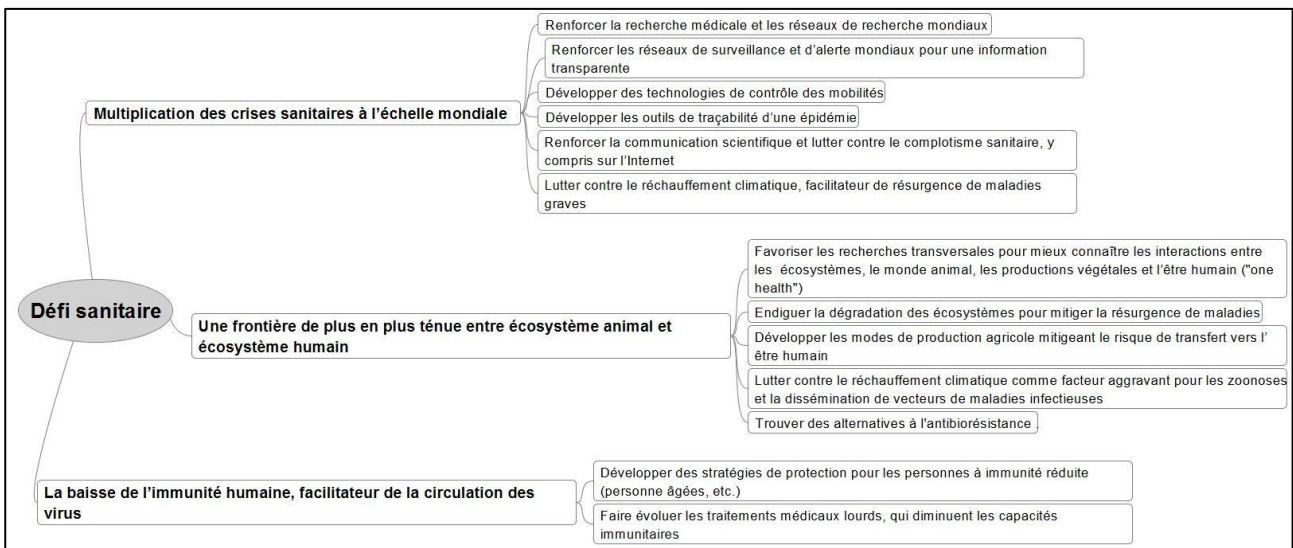 Défi sanitaire
Multiplication des crises sanitaires à l’échelle mondiale
Renforcer la recherche médicale et les réseaux de recherche mondiaux
Renforcer les réseaux de surveillance et d’alerte mondiaux pour une information
transparente
Développer des technologies de contrôle des mobilités
Développer les outils de traçabilité d’une épidémie
Renforcer la communication scientifique et lutter contre le complotisme sanitaire, y
compris sur l’Internet
Lutter contre le réchauffement climatique, facilitateur de résurgence de maladies
graves
Une frontière de plus en plus ténue entre écosystème animal et
écosystème humain
Favoriser les recherches transversales pour mieux connaître les interactions entre
les écosystèmes, le monde animal, les productions végétales et l’être humain ("one
health")
Endiguer la dégradation des écosystèmes pour mitiger la résurgence de maladies
Développer les modes de production agricole mitigeant le risque de transfert vers l’
être humain
Lutter contre le réchauffement climatique comme facteur aggravant pour les zoonoses
et la dissémination de vecteurs de maladies infectieuses
Trouver des alternatives à l'antibiorésistance .
La baisse de l’immunité humaine, facilitateur de la circulation des
virus
Développer des stratégies de protection pour les personnes à immunité réduite
(personne âgées, etc.)
Faire évoluer les traitements médicaux lourds, qui diminuent les capacités
immunitaires